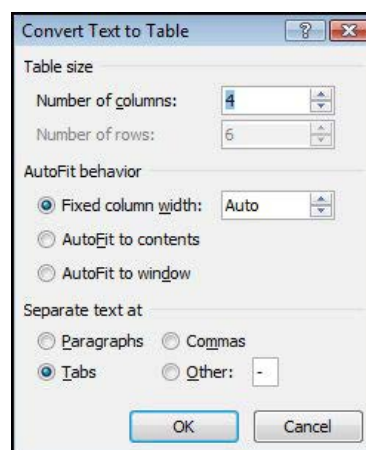 Convert Text to Table
Table size
Number of columns: 4
Number of rows: 6
AutoFit behavior
Fixed column width: Auto
AutoFit to contents
AutoFit to window
Separate text at
Paragraphs Commas
Tabs Other: -
OK Cancel